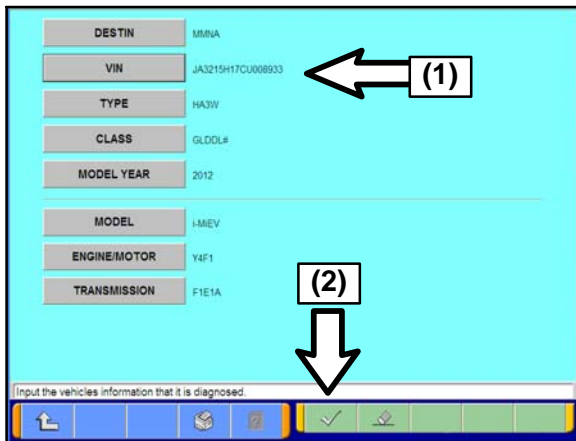 DESTIN MMNA
VIN JA3215H17CU008933
(1)
TYPE HA3W
CLASS GLDDL#
MODEL YEAR 2012
MODEL i-MiEV
ENGINE/MOTOR Y4F1
TRANSMISSION F1E1A
(2)
Input the vehicles information that it is diagnosed.